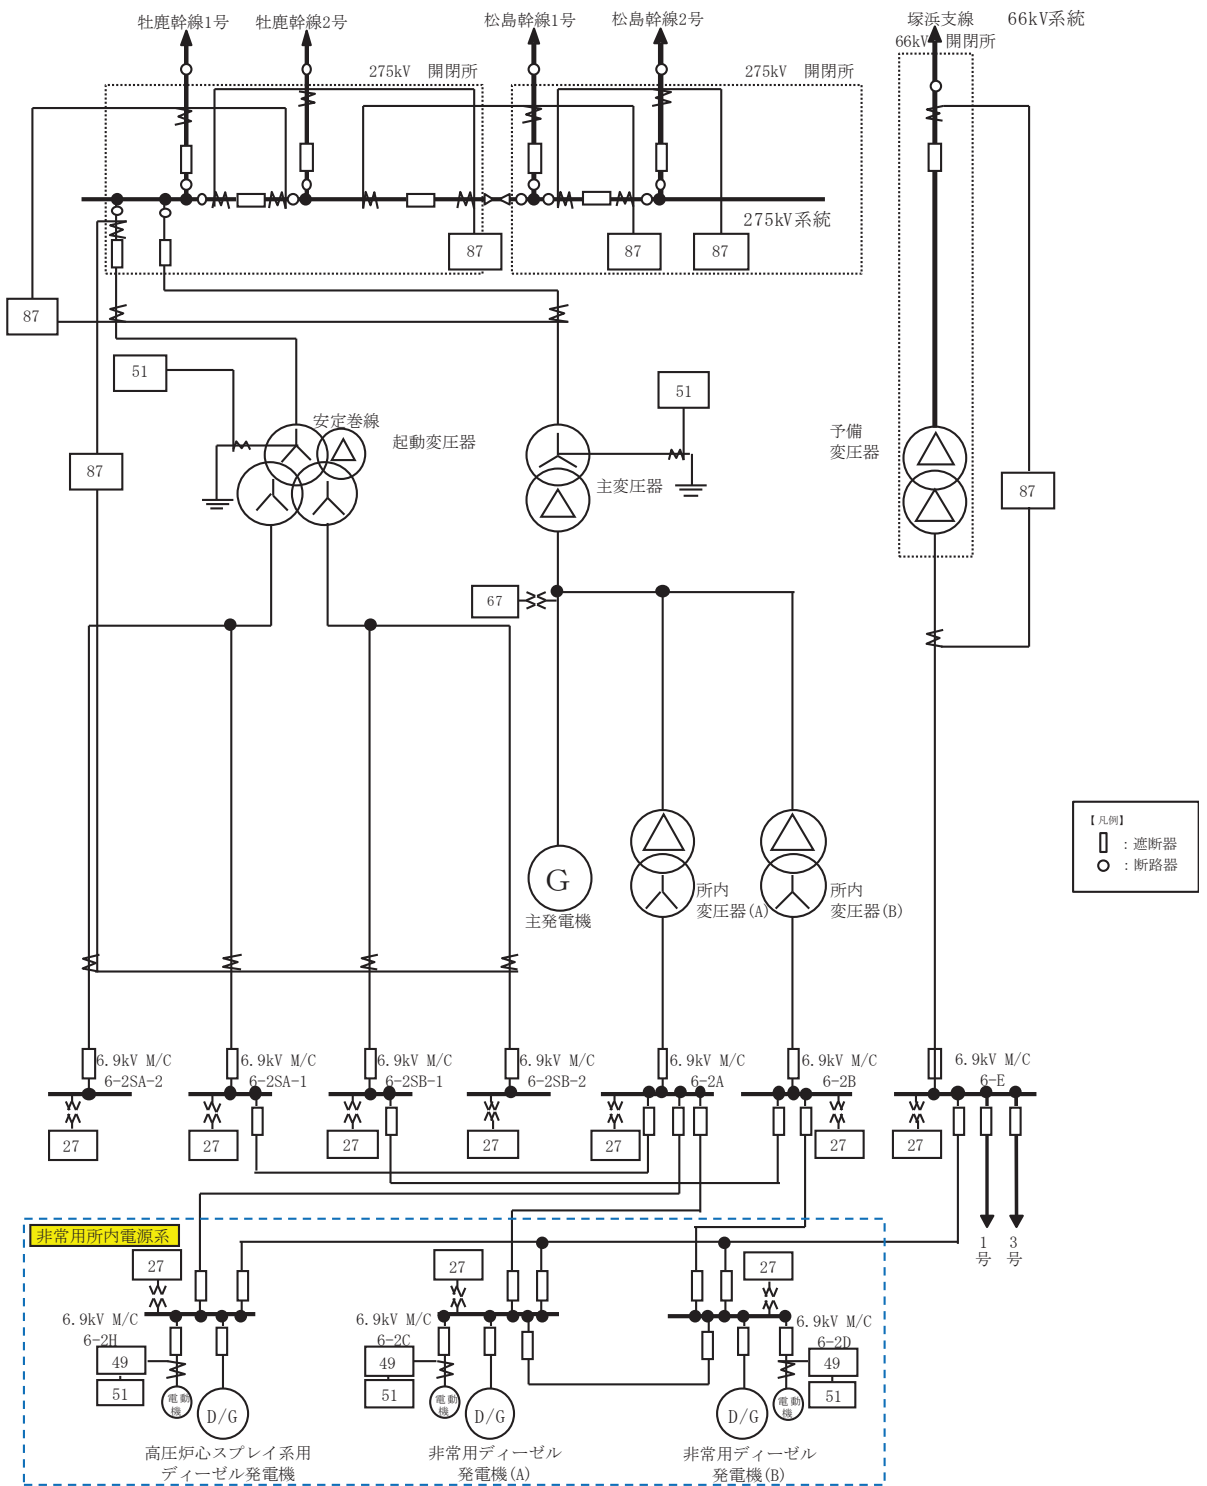 牡鹿幹線1号
牡鹿幹線2号
松島幹線1号
松島幹線2号
塚浜支線
66kV系統
66kV 開閉所
275kV 開閉所
275kV 開閉所
275kV系統
87
87
87
87
51
51
安定巻線
起動変圧器
主変圧器
予備
変圧器
87
87
67
【凡例】
：遮断器
：断路器
G
主発電機
所内
変圧器(A)
所内
変圧器(B)
6.9kV M/C
6-2SA-2
6.9kV M/C
6-2SA-1
6.9kV M/C
6-2SB-1
6.9kV M/C
6-2SB-2
6.9kV M/C
6-2A
6.9kV M/C
6-2B
6.9kV M/C
6-E
27
27
27
27
27
27
27
1
号
3
号
非常用所内電源系
27
27
27
6.9kV M/C
6-2H
6.9kV M/C
6-2C
6.9kV M/C
6-2D
49
51
49
51
49
51
電動
機
D/G
電動
機
D/G
D/G
電動
機
高圧炉心スプレイ系用
ディーゼル発電機
非常用ディーゼル
発電機(A)
非常用ディーゼル
発電機(B)